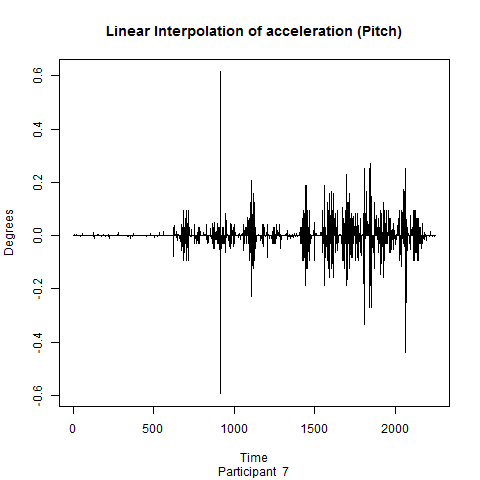 Linear Interpolation of acceleration (Pitch)
0.6
0.4
0.2
0.0
-0.2
-0.4
-0.6
Degrees
0 500 1000 1500 2000
Time
Participant 7